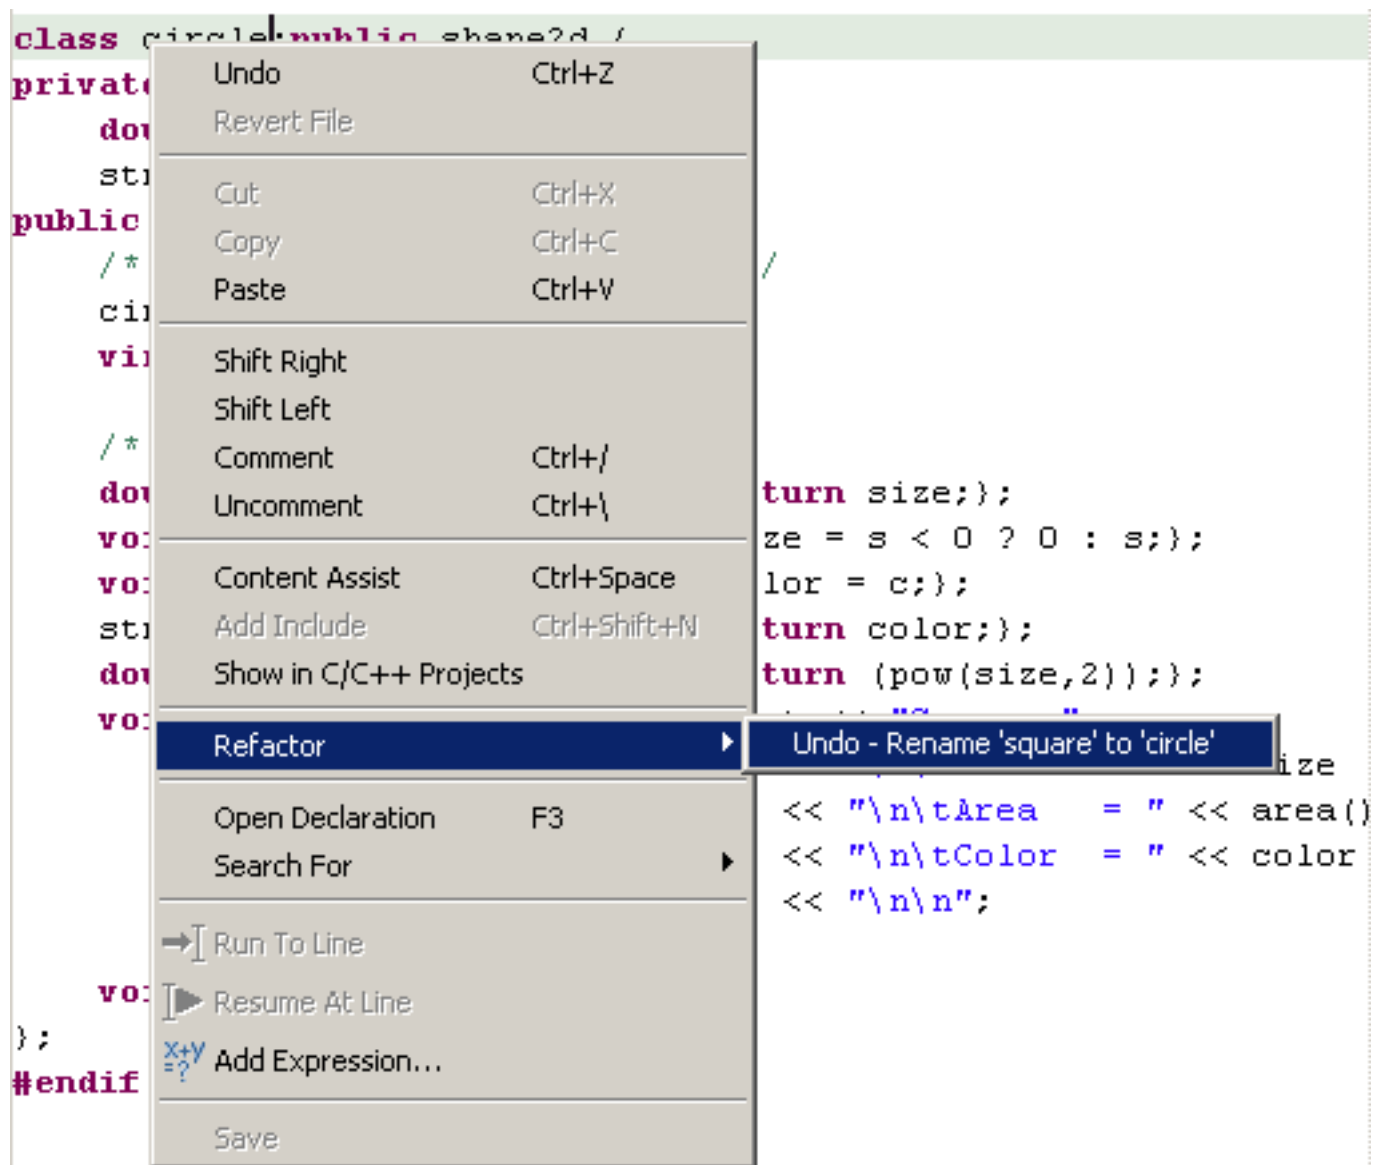 class circle:public shape2d {
private
Undo Ctrl+Z
Revert File
Cut Ctrl+X
public
Copy Ctrl+C
/* /
Paste Ctrl+V
Shift Right
Shift Left
/*
Comment Ctrl+/
turn size;};
Uncomment Ctrl+\
ze = s < 0 ? 0 : s;};
Content Assist Ctrl+Space
lor = c;};
Add Include Ctrl+Shift+N
turn color;};
Show in C/C++ Projects
turn (pow(size,2));};
Refactor
Undo - Rename 'square' to 'circle'
ize
Open Declaration F3
<< "\n\tArea = " << area()
Search For
<< "\n\tColor = " << color
<< "\n\n";
Run To Line
Resume At Line
};
Add Expression...
#endif
Save